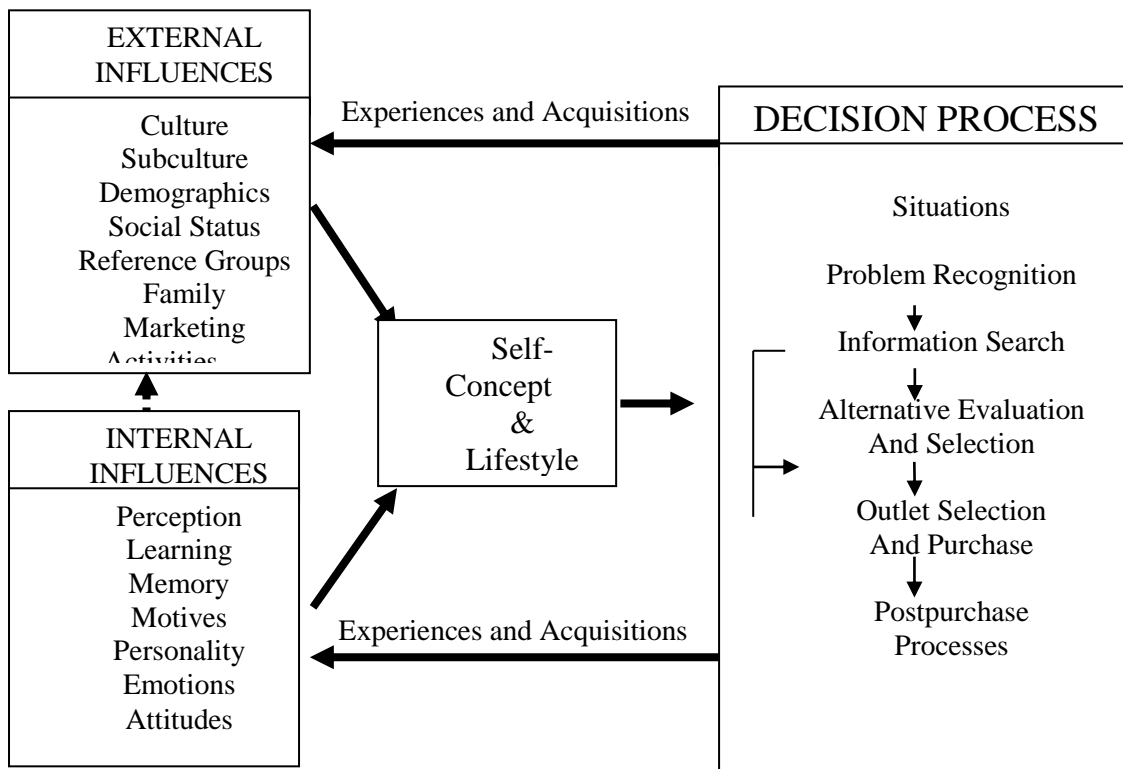 EXTERNAL
INFLUENCES
Culture
Subculture
Demographics
Social Status
Reference Groups
Family
Marketing
Activities
INTERNAL
INFLUENCES
Perception
Learning
Memory
Motives
Personality
Emotions
Attitudes
Experiences and Acquisitions
Self-
Concept
&
Lifestyle
Experiences and Acquisitions
DECISION PROCESS
Situations
Problem Recognition
Information Search
Alternative Evaluation
And Selection
Outlet Selection
And Purchase
Postpurchase
Processes